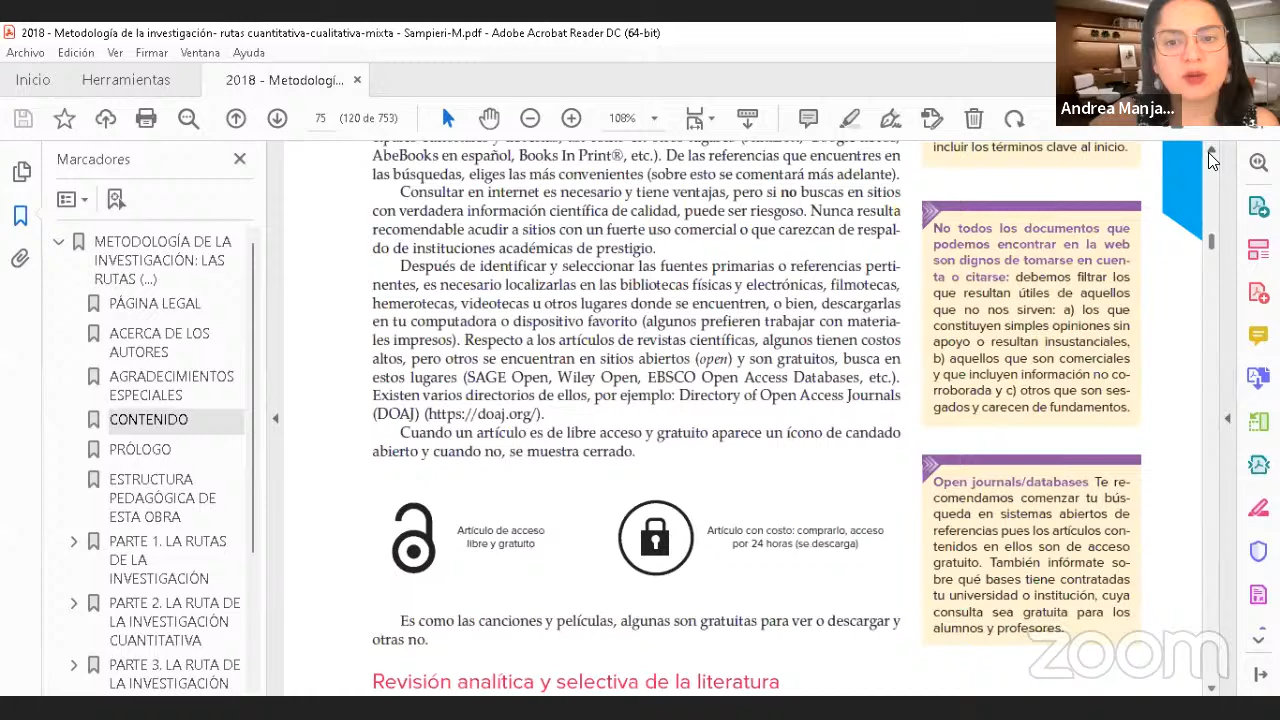 2018 - Metodología de la investigación- rutas cuantitativa-cualitativa-mixta - Sampieri-M.pdf - Adobe Acrobat Reader DC (64-bit)
Archivo Edición Ver Firmar Ventana Ayuda
Inicio Herramientas 2018 - Metodologí... ×
75 (120 de 753) 108%
Andrea Manja...
Marcadores
METODOLOGÍA DE LA
INVESTIGACIÓN: LAS
RUTAS (...)
PÁGINA LEGAL
ACERCA DE LOS
AUTORES
AGRADECIMIENTOS
ESPECIALES
CONTENIDO
PRÓLOGO
ESTRUCTURA
PEDAGÓGICA DE
ESTA OBRA
PARTE 1. LA RUTAS
DE LA
INVESTIGACIÓN
PARTE 2. LA RUTA DE
LA INVESTIGACIÓN
CUANTITATIVA
PARTE 3. LA RUTA DE
LA INVESTIGACIÓN
AbeBooks en español, Books In Print®, etc.). De las referencias que encuentres en
las búsquedas, eliges las más convenientes (sobre esto se comentará más adelante).
Consultar en internet es necesario y tiene ventajas, pero si no buscas en sitios
con verdadera información científica de calidad, puede ser riesgoso. Nunca resulta
recomendable acudir a sitios con un fuerte uso comercial o que carezcan de respal-
do de instituciones académicas de prestigio.
Después de identificar y seleccionar las fuentes primarias o referencias perti-
nentes, es necesario localizarlas en las bibliotecas físicas y electrónicas, filmotecas,
hemerotecas, videotecas u otros lugares donde se encuentren, o bien, descargarlas
en tu computadora o dispositivo favorito (algunos prefieren trabajar con materia-
les impresos). Respecto a los artículos de revistas científicas, algunos tienen costos
altos, pero otros se encuentran en sitios abiertos (open) y son gratuitos, busca en
estos lugares (SAGE Open, Wiley Open, EBSCO Open Access Databases, etc.).
Existen varios directorios de ellos, por ejemplo: Directory of Open Access Journals
(DOAJ) (https://doaj.org/).
Cuando un artículo es de libre acceso y gratuito aparece un ícono de candado
abierto y cuando no, se muestra cerrado.
Artículo de acceso
libre y gratuito
Artículo con costo: comprarlo, acceso
por 24 horas (se descarga)
Es como las canciones y películas, algunas son gratuitas para ver o descargar y
otras no.
Revisión analítica y selectiva de la literatura
incluir los términos clave al inicio.
No todos los documentos que
podemos encontrar en la web
son dignos de tomarse en cuen-
ta o citarse: debemos filtrar los
que resultan útiles de aquellos
que no nos sirven: a) los que
constituyen simples opiniones sin
apoyo o resultan insustanciales,
b) aquellos que son comerciales
y que incluyen información no co-
rroborada y c) otros que son ses-
gados y carecen de fundamentos.
Open journals/databases Te re-
comendamos comenzar tu bús-
queda en sistemas abiertos de
referencias pues los artículos con-
tenidos en ellos son de acceso
gratuito. También infórmate so-
bre qué bases tiene contratadas
tu universidad o institución, cuya
consulta sea gratuita para los
alumnos y profesores.
zoom